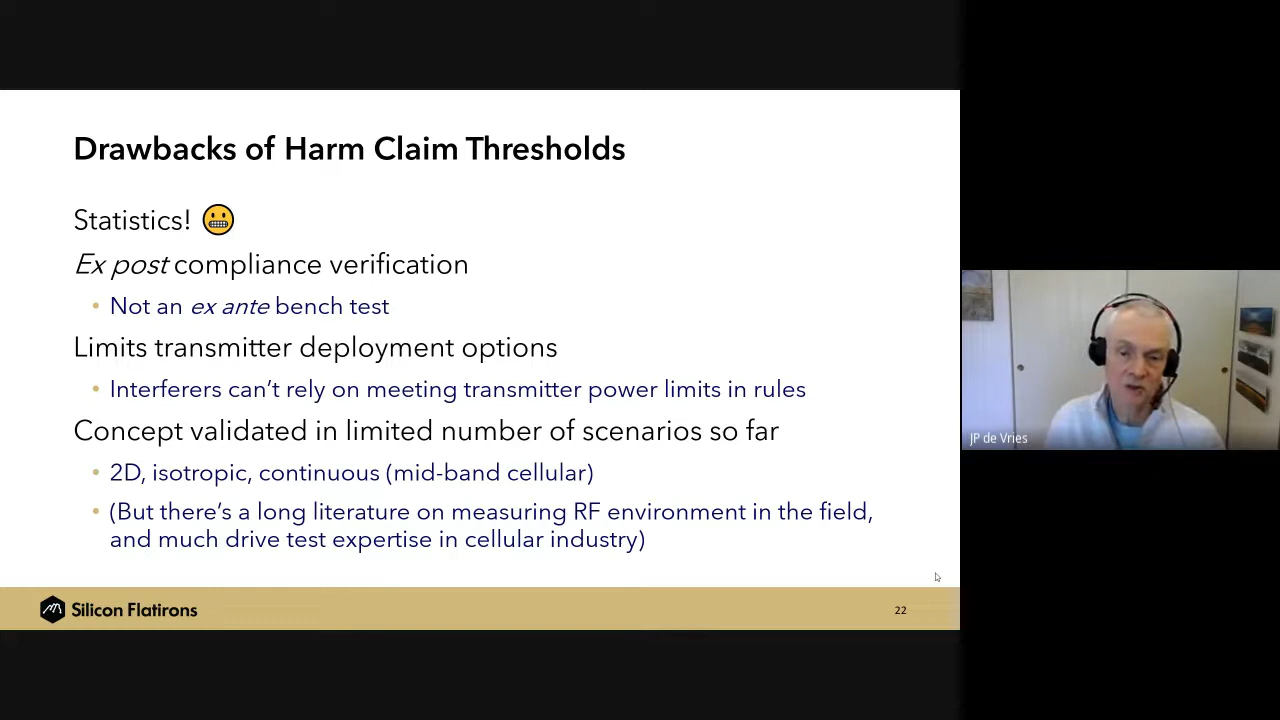 Drawbacks of Harm Claim Thresholds
Statistics! 😬
Ex post compliance verification
• Not an ex ante bench test
Limits transmitter deployment options
• Interferers can’t rely on meeting transmitter power limits in rules
Concept validated in limited number of scenarios so far
• 2D, isotropic, continuous (mid-band cellular)
• (But there’s a long literature on measuring RF environment in the field,
and much drive test expertise in cellular industry)
Silicon Flatirons
22
JP de Vries